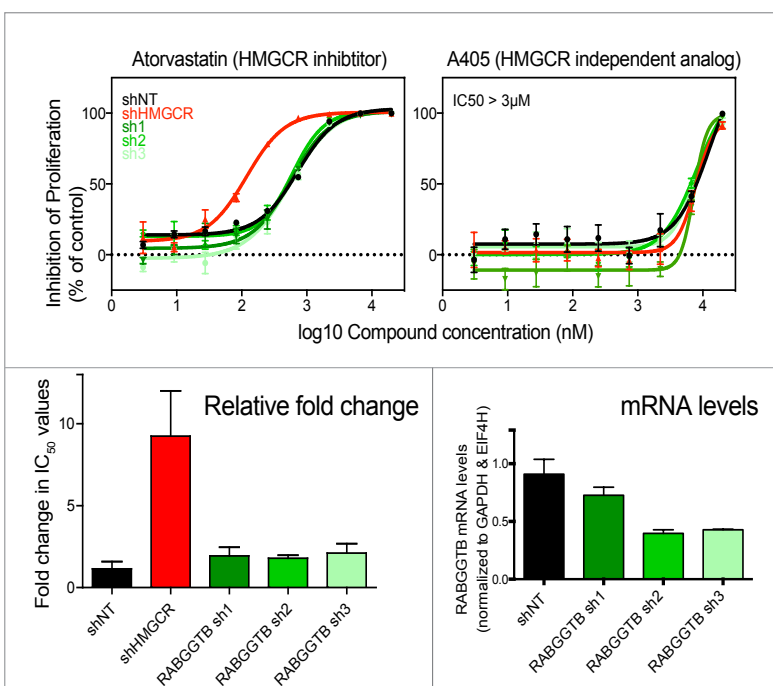 Atorvastatin (HMGCR inhibtitor)
A405 (HMGCR independent analog)
Inhibition of Proliferation
(% of control)
100
50
0
shNT
shHMGCR
sh1
sh2
sh3
0
1
2
3
4
100
50
0
IC50 > 3µM
0
1
2
3
4
log10 Compound concentration (nM)
Relative fold change
Fold change in IC50 values
10
5
0
shNT
shHMGCR
RABGGTB sh1
RABGGTB sh2
RABGGTB sh3
mRNA levels
RABGGTB mRNA levels
(normalized to GAPDH & EIF4H)
1.0
0.5
0.0
shNT
RABGGTB sh1
RABGGTB sh2
RABGGTB sh3